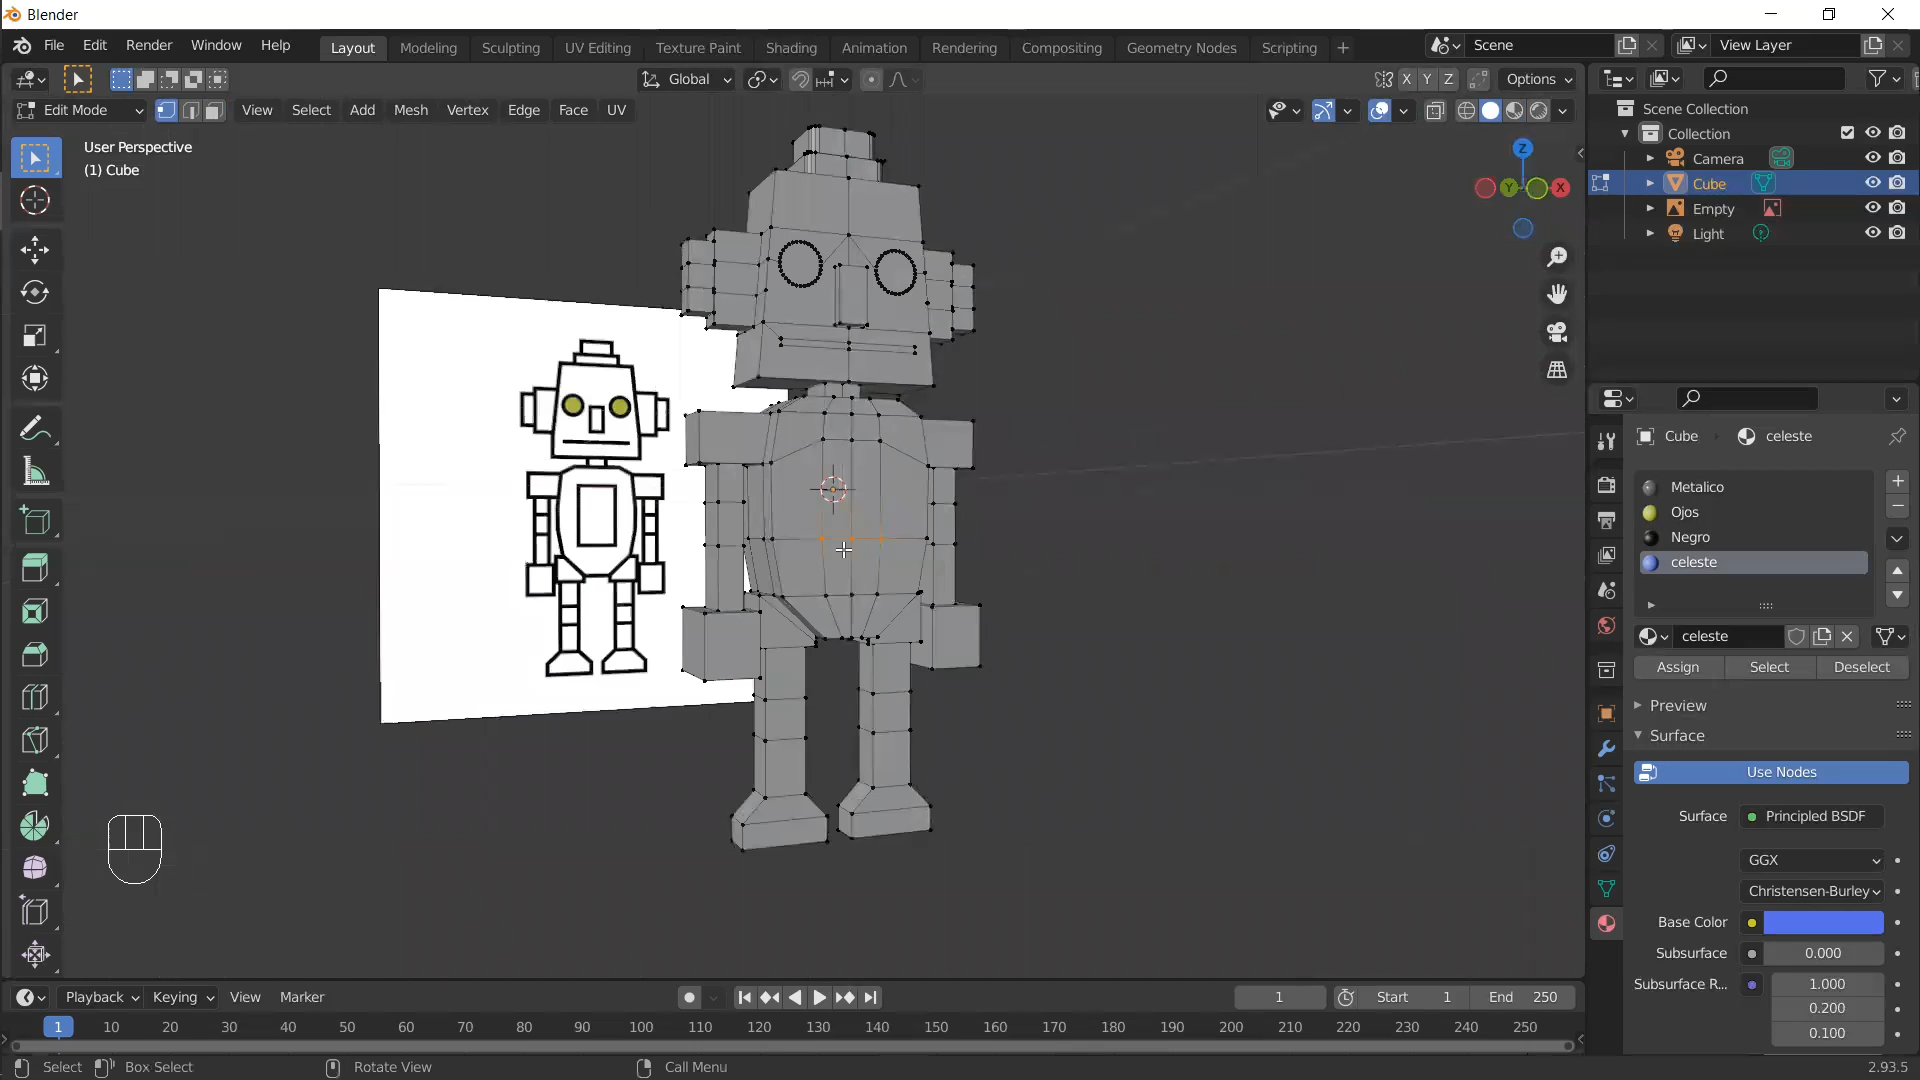 Blender
File Edit Render Window Help Layout Modeling Sculpting UV Editing Texture Paint Shading Animation Rendering Compositing Geometry Nodes Scripting + Scene View Layer
Global X Y Z Options
Edit Mode View Select Add Mesh Vertex Edge Face UV
User Perspective
(1) Cube
Z
Y X
Scene Collection
Collection
Camera
Cube
Empty
Light
Cube celeste
Metalico
Ojos
Negro
celeste
celeste
Assign Select Deselect
Preview
Surface
Use Nodes
Surface Principled BSDF
GGX
Christensen-Burley
Base Color
Subsurface 0.000
Subsurface R... 1.000
0.200
0.100
Playback Keying View Marker 1 Start 1 End 250
1 10 20 30 40 50 60 70 80 90 100 110 120 130 140 150 160 170 180 190 200 210 220 230 240 250
Select Box Select Rotate View Call Menu 2.93.5